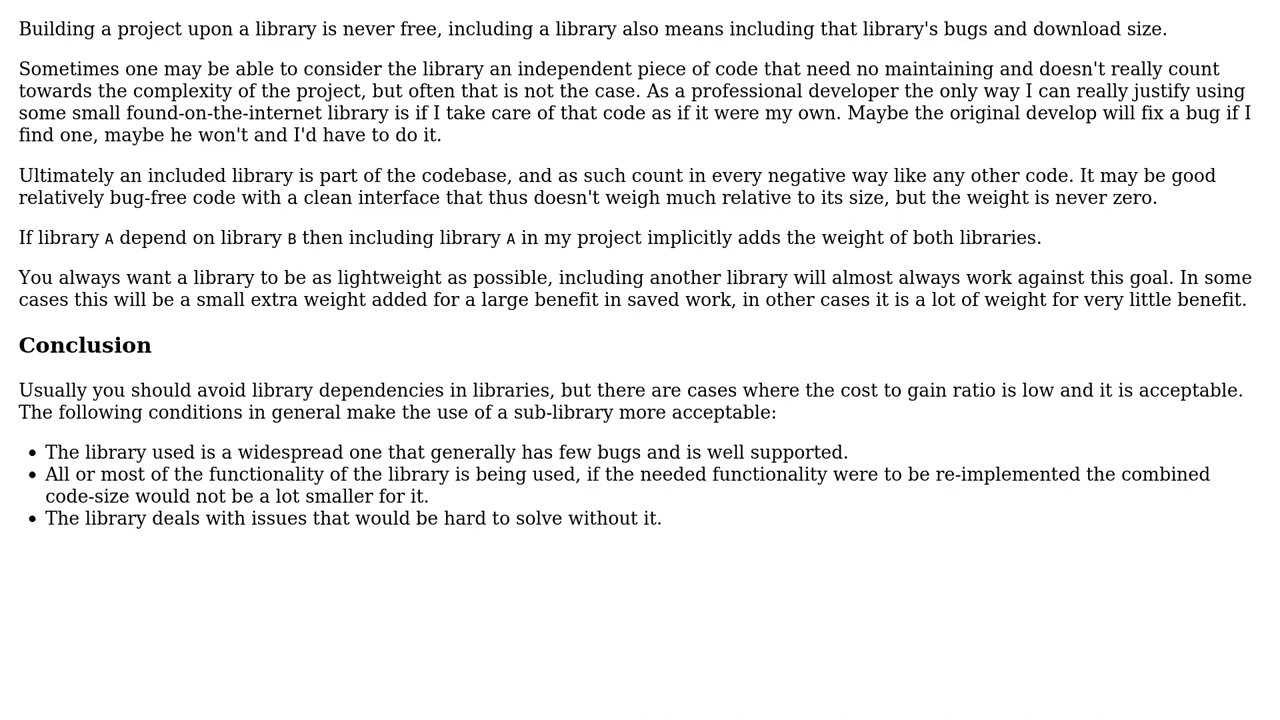 Building a project upon a library is never free, including a library also means including that library's bugs and download size.
Sometimes one may be able to consider the library an independent piece of code that need no maintaining and doesn't really count
towards the complexity of the project, but often that is not the case. As a professional developer the only way I can really justify using
some small found-on-the-internet library is if I take care of that code as if it were my own. Maybe the original develop will fix a bug if I
find one, maybe he won't and I'd have to do it.
Ultimately an included library is part of the codebase, and as such count in every negative way like any other code. It may be good
relatively bug-free code with a clean interface that thus doesn't weigh much relative to its size, but the weight is never zero.
If library A depend on library B then including library A in my project implicitly adds the weight of both libraries.
You always want a library to be as lightweight as possible, including another library will almost always work against this goal. In some
cases this will be a small extra weight added for a large benefit in saved work, in other cases it is a lot of weight for very little benefit.
Conclusion
Usually you should avoid library dependencies in libraries, but there are cases where the cost to gain ratio is low and it is acceptable.
The following conditions in general make the use of a sub-library more acceptable:
• The library used is a widespread one that generally has few bugs and is well supported.
• All or most of the functionality of the library is being used, if the needed functionality were to be re-implemented the combined
code-size would not be a lot smaller for it.
• The library deals with issues that would be hard to solve without it.